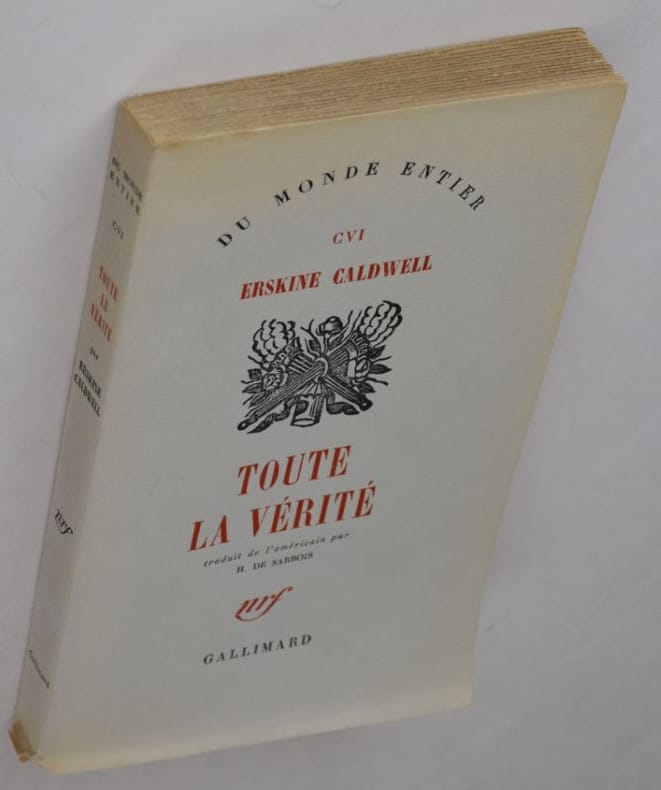 DU MONDE ENTIER
CVI
ERSKINE CALDWELL
TOUTE
LA VÉRITÉ
traduit de l'américain par
H. DE SARBOIS
nrf
GALLIMARD
DU MONDE
ENTIER
CVI
TOUTE
LA
VÉRITÉ
par
ERSKINE
CALDWELL
nrf
Gallimard